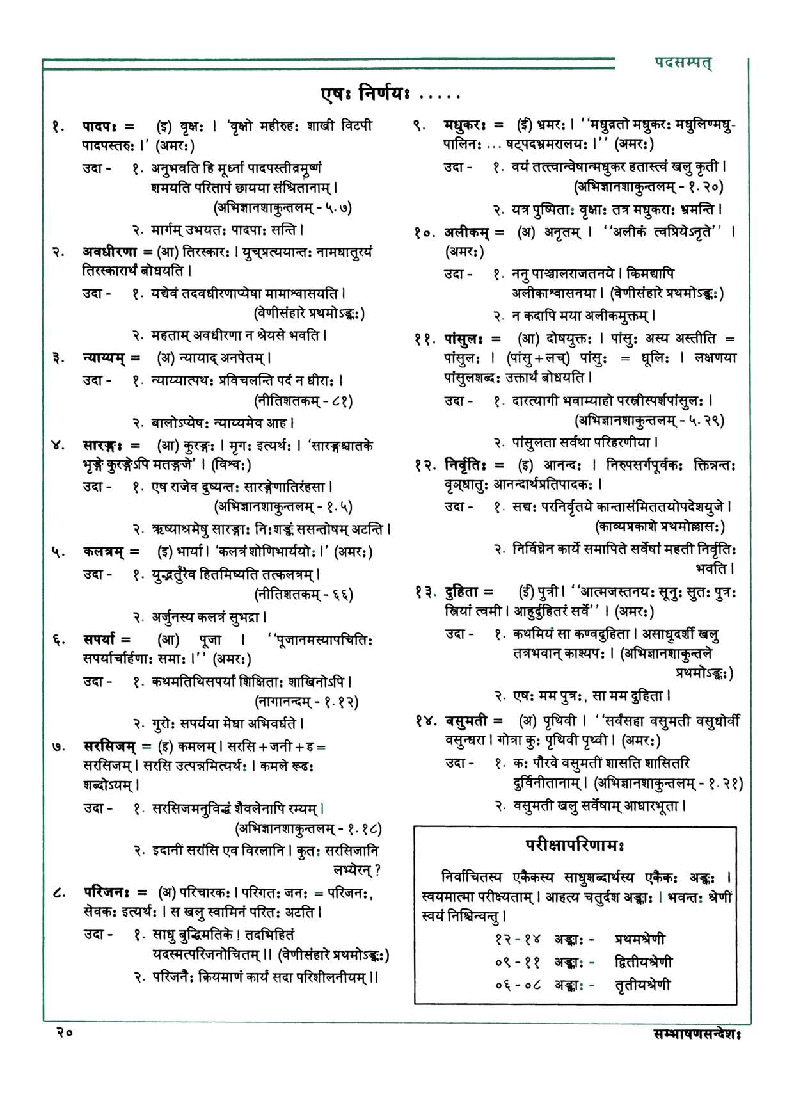 पदसम्पत्
एषः निर्णयः .....
१. पादपः = (इ) वृक्षः । 'वृक्षो महीरुहः शाखी विटपी
पादपस्तरुः ।' (अमरः)
उदा - १. अनुभवति हि मूर्ध्ना पादपस्तीव्रमुष्णं
शमयति परितापं छायया संश्रितानाम् ।
(अभिज्ञानशाकुन्तलम् - ५.७)
२. मार्गम् उभयतः पादपाः सन्ति ।
२. अवधीरणा = (आ) तिरस्कारः । युच्प्रत्ययान्तः नामधातुरयं
तिरस्कारार्थं बोधयति ।
उदा - १. यद्येवं तदवधीरणाप्येषा मामाश्वासयति ।
(वेणीसंहारे प्रथमोऽङ्कः)
२. महताम् अवधीरणा न श्रेयसे भवति ।
३. न्याय्यम् = (अ) न्यायाद् अनपेतम् ।
उदा - १. न्याय्यात्पथः प्रविचलन्ति पदं न धीराः ।
(नीतिशतकम् - ८१)
२. बालोऽप्येषः न्याय्यमेव आह ।
४. सारङ्गः = (आ) कुरङ्गः । मृगः इत्यर्थः । 'सारङ्गश्चातके
भृङ्गे कुरङ्गेऽपि मतङ्गजे' । (विश्वः)
उदा - १. एष राजेव दुष्यन्तः सारङ्गेणातिरंहसा ।
(अभिज्ञानशाकुन्तलम् - १.५)
२. ऋष्याश्रमेषु सारङ्गाः निःशङ्कं ससन्तोषम् अटन्ति ।
५. कलत्रम् = (इ) भार्या । 'कलत्रं शोणिभार्ययोः ।' (अमरः)
उदा - १. युद्भर्तुरेव हितमिष्यति तत्कलत्रम् ।
(नीतिशतकम् - ६६)
२. अर्जुनस्य कलत्रं सुभद्रा ।
६. सपर्या = (आ) पूजा । ''पूजानमस्यापचितिः
सपर्यार्चार्हणाः समाः ।'' (अमरः)
उदा - १. कथमतिथिसपर्यां शिक्षिताः शाखिनोऽपि ।
(नागानन्दम् - १.१२)
२. गुरोः सपर्यया मेधा अभिवर्धते ।
७. सरसिजम् = (इ) कमलम् । सरसि + जनी + ड =
सरसिजम् । सरसि उत्पन्नमित्यर्थः । कमले रूढः
शब्दोऽयम् ।
उदा - १. सरसिजमनुविद्धं शैवलेनापि रम्यम् ।
(अभिज्ञानशाकुन्तलम् - १.१८)
२. इदानीं सरांसि एव विरलानि । कुतः सरसिजानि
लभ्येरन् ?
८. परिजनः = (अ) परिचारकः । परिगतः जनः = परिजनः,
सेवकः इत्यर्थः । स खलु स्वामिनं परितः अटति ।
उदा - १. साधु बुद्धिमतिके ! तदभिहितं
यदस्मत्परिजनोचितम् ॥ (वेणीसंहारे प्रथमोऽङ्कः)
२. परिजनैः क्रियमाणं कार्यं सदा परिशीलनीयम् ॥
९. मधुकरः = (ई) भ्रमरः । ''मधुव्रतो मधुकरः मधुलिण्मधु-
पालिनः ... षट्पदभ्रमरालयः ।'' (अमरः)
उदा - १. वयं तत्त्वान्वेषान्मधुकर हतास्त्वं खलु कृती ।
(अभिज्ञानशाकुन्तलम् - १.२०)
२. यत्र पुष्पिताः वृक्षाः तत्र मधुकराः भ्रमन्ति ।
१०. अलीकम् = (अ) अनृतम् । ''अलीकं त्वप्रियेऽनृते'' ।
(अमरः)
उदा - १. ननु पाञ्चालराजतनये । किमद्यापि
अलीकाश्वासनया । (वेणीसंहारे प्रथमोऽङ्कः)
२. न कदापि मया अलीकमुक्तम् ।
११. पांसुलः = (आ) दोषयुक्तः । पांसुः अस्य अस्तीति =
पांसुलः । (पांसु+लच्) पांसुः = धूलिः । लक्षणया
पांसुलशब्दः उक्तार्थं बोधयति ।
उदा - १. दारत्यागी भवाम्याहो परस्त्रीस्पर्शपांसुलः ।
(अभिज्ञानशाकुन्तलम् - ५.२९)
२. पांसुलता सर्वथा परिहरणीया ।
१२. निर्वृतिः = (इ) आनन्दः । निरुपसर्गपूर्वकः क्तिन्नन्तः
वृञ्धातुः आनन्दार्थप्रतिपादकः ।
उदा - १. सद्यः परनिर्वृतये कान्तासंमिततयोपदेशयुजे ।
(काव्यप्रकाशे प्रथमोल्लासः)
२. निर्विघ्नेन कार्ये समापिते सर्वेषां महती निर्वृतिः
भवति ।
१३. दुहिता = (ई) पुत्री । ''आत्मजस्तनयः सूनुः सुतः पुत्रः
स्त्रियां त्वमी । आहुर्दुहितरं सर्वे'' । (अमरः)
उदा - १. कथमियं सा कण्वदुहिता । असाधुदर्शी खलु
तत्रभवान् काश्यपः । (अभिज्ञानशाकुन्तले
प्रथमोऽङ्कः)
२. एषः मम पुत्रः, सा मम दुहिता ।
१४. वसुमती = (अ) पृथिवी । ''सर्वंसहा वसुमती वसुधोर्वी
वसुन्धरा । गोत्रा कुः पृथिवी पृथ्वी । (अमरः)
उदा - १. कः पौरवे वसुमतीं शासति शासितरि
दुर्विनीतानाम् । (अभिज्ञानशाकुन्तलम् - १.२१)
२. वसुमती खलु सर्वेषाम् आधारभूता ।
परीक्षापरिणामः
निर्वाचितस्य एकैकस्य साधुशब्दार्थस्य एकैकः अङ्कः ।
स्वयमात्मा परीक्ष्यताम् । आहत्य चतुर्दश अङ्काः । भवन्तः श्रेणीं
स्वयं निश्चिन्वन्तु ।
१२ - १४ अङ्काः - प्रथमश्रेणी
०९ - ११ अङ्काः - द्वितीयश्रेणी
०६ - ०८ अङ्काः - तृतीयश्रेणी
२०
सम्भाषणसन्देशः